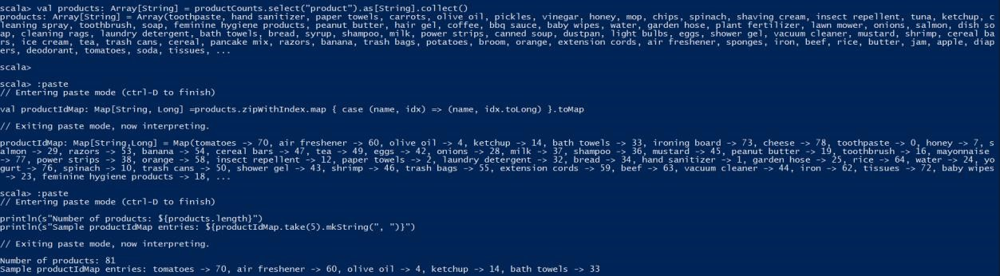 scala> val products: Array[String] = productCounts.select("product").as[String].collect()
products: Array[String] = Array(toothpaste, hand sanitizer, paper towels, carrots, olive oil, pickles, vinegar, honey, mop, chips, spinach, shaving cream, insect repellent, tuna, ketchup, c
leaning spray, toothbrush, soap, feminine hygiene products, peanut butter, hair gel, coffee, bbq sauce, baby wipes, water, garden hose, plant fertilizer, lawn mower, onions, salmon, dish so
ap, cleaning rags, laundry detergent, bath towels, bread, syrup, shampoo, milk, power strips, canned soup, dustpan, light bulbs, eggs, shower gel, vacuum cleaner, mustard, shrimp, cereal ba
rs, ice cream, tea, trash cans, cereal, pancake mix, razors, banana, trash bags, potatoes, broom, orange, extension cords, air freshener, sponges, iron, beef, rice, butter, jam, apple, diap
ers, deodorant, tomatoes, soda, tissues, ...
scala>
scala> :paste
// Entering paste mode (ctrl-D to finish)
val productIdMap: Map[String, Long] =products.zipWithIndex.map { case (name, idx) => (name, idx.toLong) }.toMap
// Exiting paste mode, now interpreting.
productIdMap: Map[String,Long] = Map(tomatoes -> 70, air freshener -> 60, olive oil -> 4, ketchup -> 14, bath towels -> 33, ironing board -> 73, cheese -> 78, toothpaste -> 0, honey -> 7, s
almon -> 29, razors -> 53, banana -> 54, cereal bars -> 47, tea -> 49, eggs -> 42, onions -> 28, milk -> 37, shampoo -> 36, mustard -> 45, peanut butter -> 19, toothbrush -> 16, mayonnaise
-> 77, power strips -> 38, orange -> 58, insect repellent -> 12, paper towels -> 2, laundry detergent -> 32, bread -> 34, hand sanitizer -> 1, garden hose -> 25, rice -> 64, water -> 24, yo
gurt -> 76, spinach -> 10, trash cans -> 50, shower gel -> 43, shrimp -> 46, trash bags -> 55, extension cords -> 59, beef -> 63, vacuum cleaner -> 44, iron -> 62, tissues -> 72, baby wipes
-> 23, feminine hygiene products -> 18, ...
scala> :paste
// Entering paste mode (ctrl-D to finish)
println(s"Number of products: ${products.length}")
println(s"Sample productIdMap entries: ${productIdMap.take(5).mkString(", ")}")
// Exiting paste mode, now interpreting.
Number of products: 81
Sample productIdMap entries: tomatoes -> 70, air freshener -> 60, olive oil -> 4, ketchup -> 14, bath towels -> 33